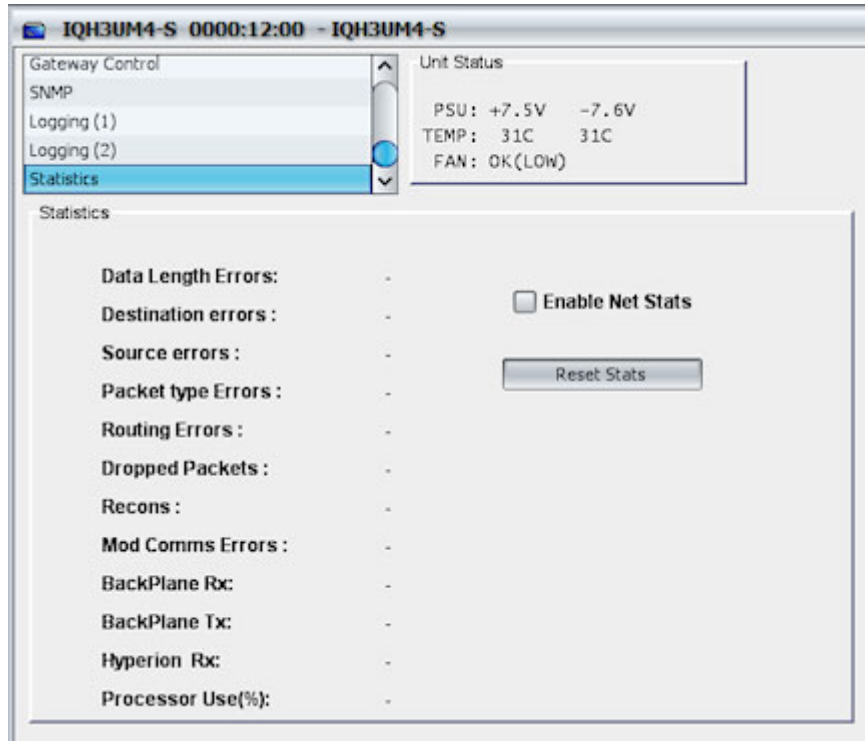 IQH3UM4-S 0000:12:00 - IQH3UM4-S
Gateway Control
SNMP
Logging (1)
Logging (2)
Statistics
Unit Status
PSU: +7.5V -7.6V
TEMP: 31C 31C
FAN: OK(LOW)
Statistics
Data Length Errors: -
Destination errors : -
Source errors : -
Packet type Errors : -
Routing Errors : -
Dropped Packets : -
Recons : -
Mod Comms Errors : -
BackPlane Rx: -
BackPlane Tx: -
Hyperion Rx: -
Processor Use(%): -
Enable Net Stats
Reset Stats